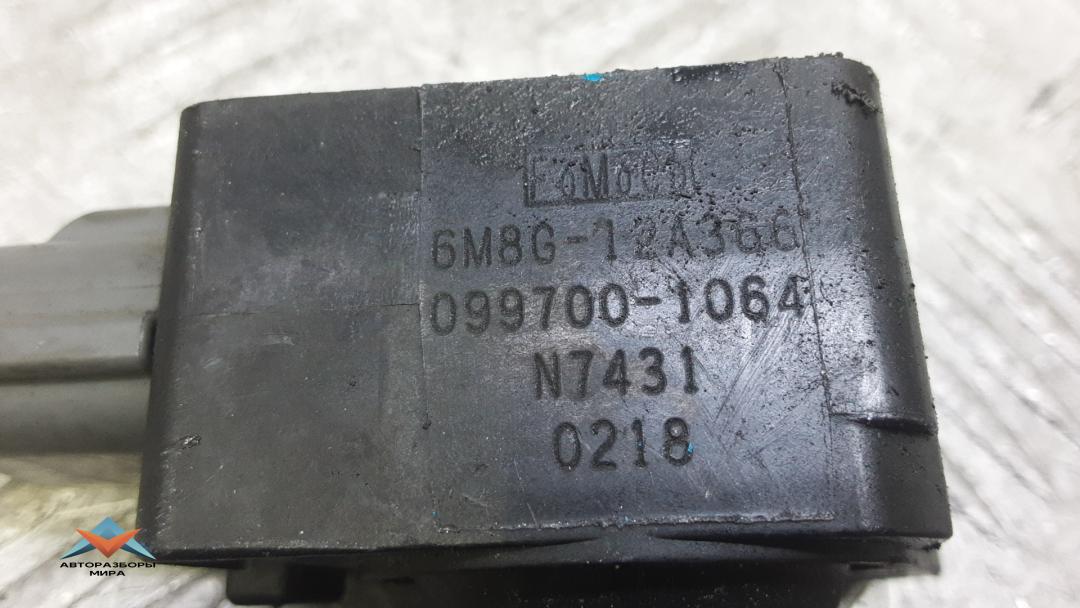 FoMoCo
6M8G-12A366
099700-1064
N7431
0218
АВТОРАЗБОРЫ
МИРА